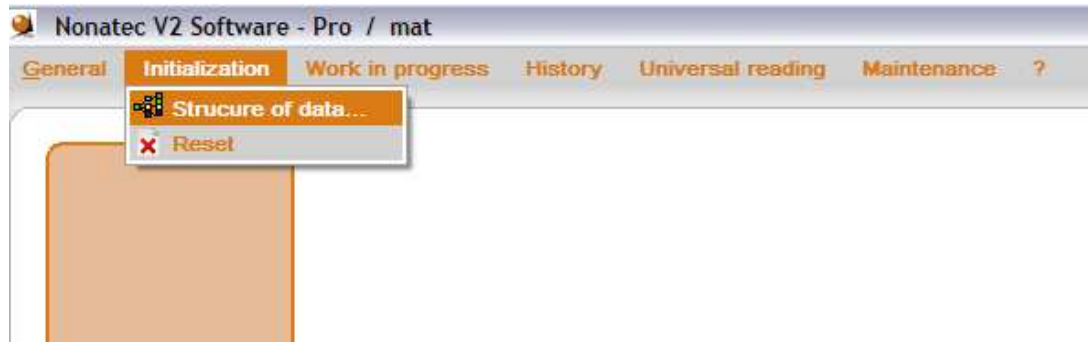 Nonatec V2 Software - Pro / mat
General Initialization Work in progress History Universal reading Maintenance ?
Strucure of data...
Reset